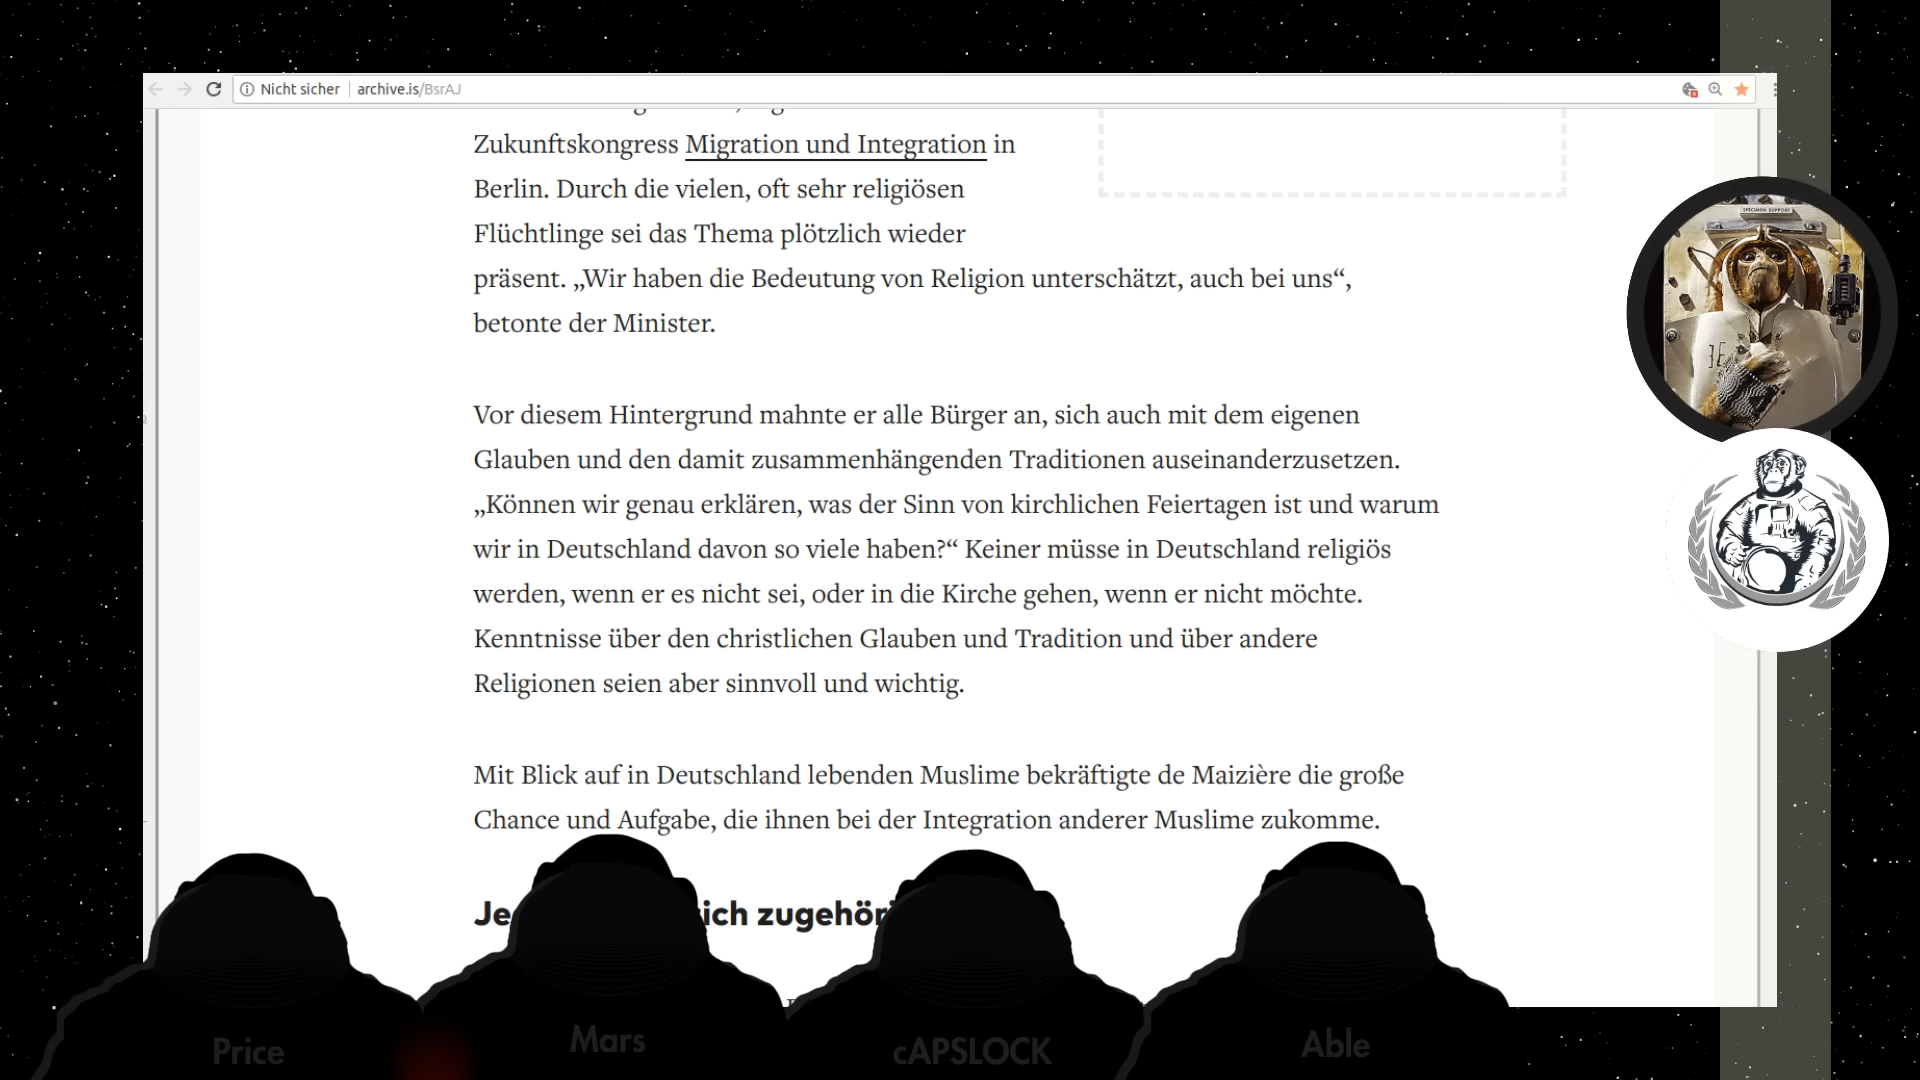 Nicht sicher archive.is/BsrAJ
Zukunftskongress Migration und Integration in
Berlin. Durch die vielen, oft sehr religiösen
Flüchtlinge sei das Thema plötzlich wieder
präsent. „Wir haben die Bedeutung von Religion unterschätzt, auch bei uns“,
betonte der Minister.
Vor diesem Hintergrund mahnte er alle Bürger an, sich auch mit dem eigenen
Glauben und den damit zusammenhängenden Traditionen auseinanderzusetzen.
„Können wir genau erklären, was der Sinn von kirchlichen Feiertagen ist und warum
wir in Deutschland davon so viele haben?“ Keiner müsse in Deutschland religiös
werden, wenn er es nicht sei, oder in die Kirche gehen, wenn er nicht möchte.
Kenntnisse über den christlichen Glauben und Tradition und über andere
Religionen seien aber sinnvoll und wichtig.
Mit Blick auf in Deutschland lebenden Muslime bekräftigte de Maizière die große
Chance und Aufgabe, die ihnen bei der Integration anderer Muslime zukomme.
SPECIMEN SUPPORT
Price
Mars
cAPSLOCK
Able